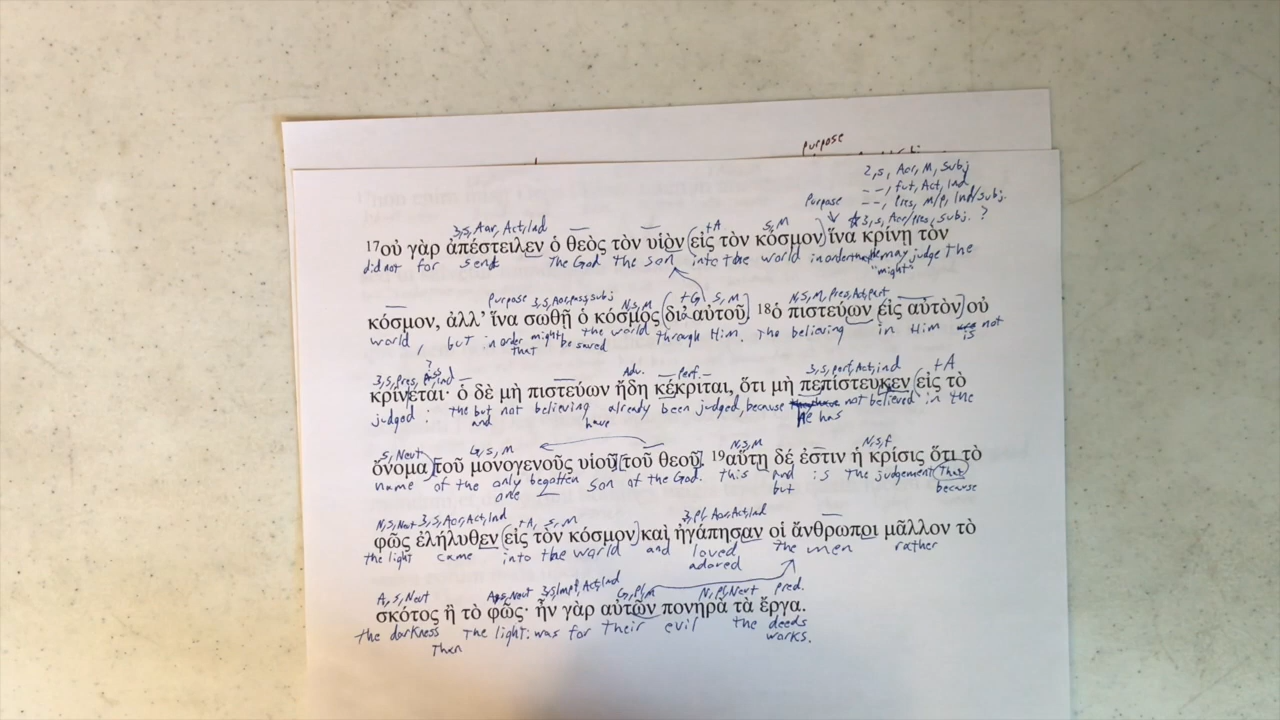 purpose
2, s, Aor, M, Subj
--, fut, Act, Ind
Purpose --, Pres, M/P, Ind/Subj.
3,s, Aor, Act, Ind +A s, M 3, s, Aor/pres, subj. ?
17οὐ γὰρ ἀπέστειλεν ὁ θεὸς τὸν υἱὸν (εἰς τὸν κόσμον) ἵνα κρίνῃ τὸν
did not for send The God the son into the world in order that He may judge the
"might"
purpose 3, s, Aor, pass, subj N, S, M +G S, M N, S, M, Pres, Act, part
κόσμον, ἀλλ' ἵνα σωθῇ ὁ κόσμος (δι' αὐτοῦ). 18ὁ πιστεύων (εἰς αὐτὸν) οὐ
world, but in order might the world through Him. The believing in Him is not
that be saved
?
3,s,Pres, Ind Adv. Perf. 3,s, perf, Act, ind +A
κρίνεται· ὁ δὲ μὴ πιστεύων ἤδη κέκριται, ὅτι μὴ πεπίστευκεν (εἰς τὸ
judged : the but not believing already been judged, because not believed in the
and have He has
S, Neut G, s, M N, S, M N, S, f
ὄνομα) [τοῦ μονογενοῦς υἱοῦ] [τοῦ θεοῦ]. 19αὕτη δέ ἐστιν ἡ κρίσις ὅτι τὸ
name of the only begotten Son of the God. this and is the judgement (That)
one but because
N, S, Neut 3, S, Aor, Act, Ind +A, S, M 3, Pl, Aor, Act, Ind
φῶς ἐλήλυθεν (εἰς τὸν κόσμον) καὶ ἠγάπησαν οἱ ἄνθρωποι μᾶλλον τὸ
the light came into the world and loved the men rather
adored
A, S, Neut A, S, Neut 3, S, Impf, Act, Ind G, Pl, M N, Pl, Neut pred.
σκότος ἢ τὸ φῶς· ἦν γὰρ αὐτῶν πονηρὰ τὰ ἔργα.
the darkness The light: was for their evil the deeds
Than works.